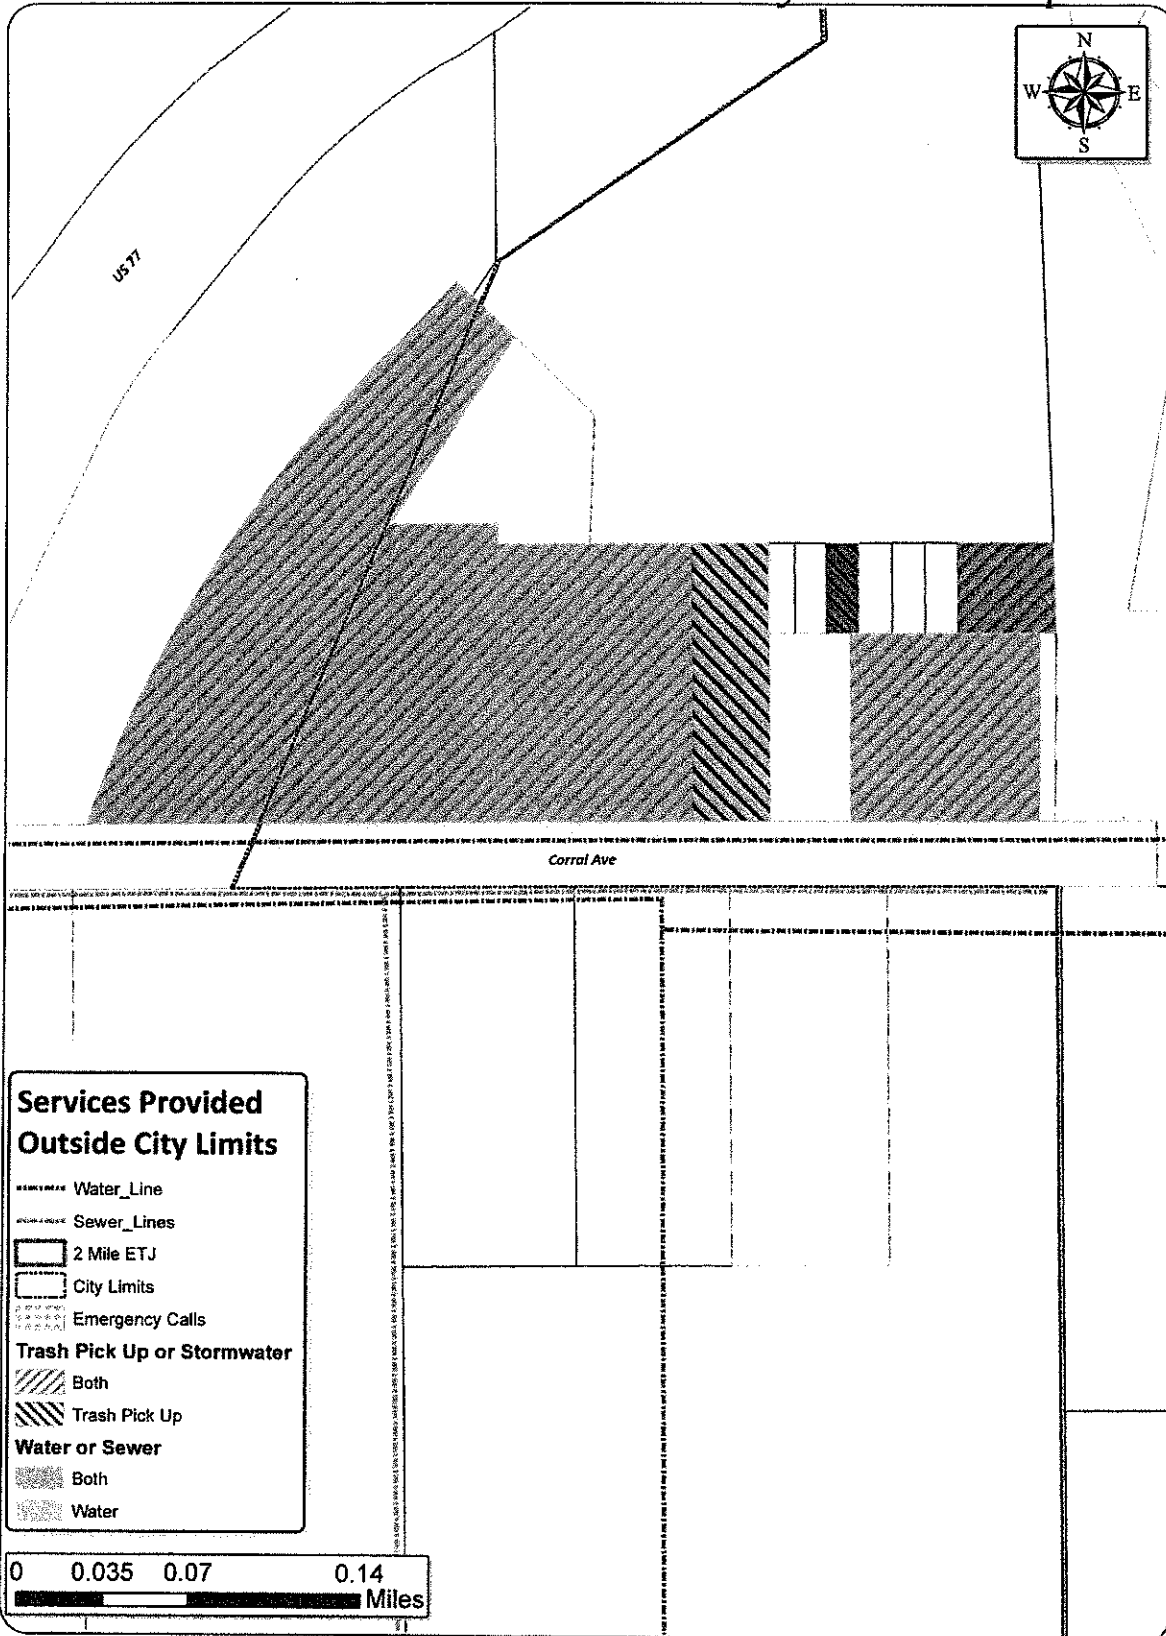 N
W E
S
US 77
Corral Ave
Services Provided
Outside City Limits
Water_Line
Sewer_Lines
2 Mile ETJ
City Limits
Emergency Calls
Trash Pick Up or Stormwater
Both
Trash Pick Up
Water or Sewer
Both
Water
0 0.035 0.07 0.14
Miles